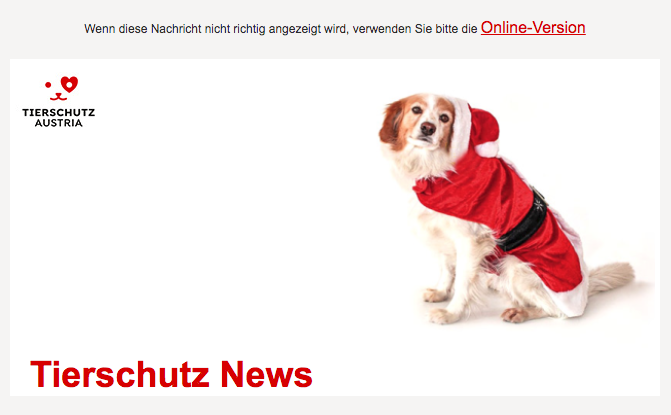 Wenn diese Nachricht nicht richtig angezeigt wird, verwenden Sie bitte die Online-Version
TIERSCHUTZ
AUSTRIA
Tierschutz News